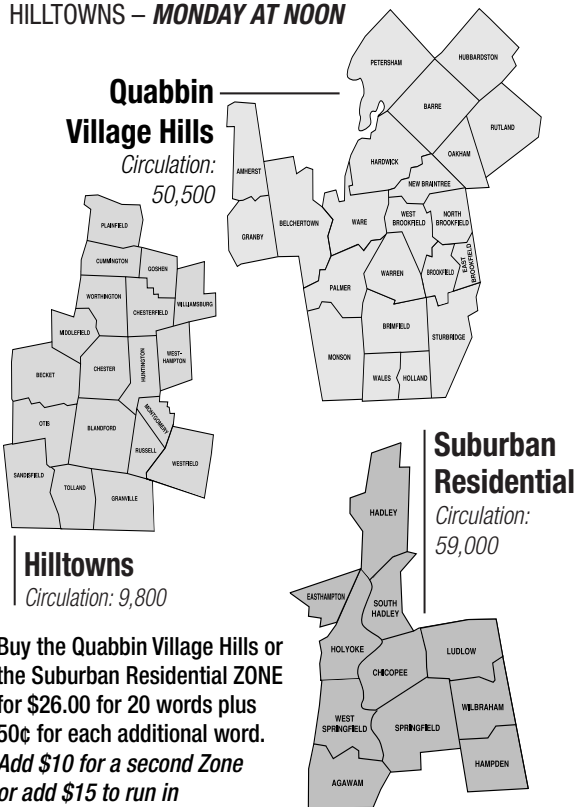 HILLTOWNS – MONDAY AT NOON
Quabbin
Village Hills
Circulation:
50,500
PETERSHAM
HUBBARDSTON
BARRE
RUTLAND
OAKHAM
HARDWICK
NEW BRAINTREE
AMHERST
BELCHERTOWN
GRANBY
WARE
WEST
BROOKFIELD
NORTH
BROOKFIELD
EAST
BROOKFIELD
BROOKFIELD
WARREN
PALMER
BRIMFIELD
STURBRIDGE
MONSON
WALES
HOLLAND
PLAINFIELD
CUMMINGTON
GOSHEN
WORTHINGTON
CHESTERFIELD
WILLIAMSBURG
MIDDLEFIELD
WEST-
HAMPTON
HUNTINGTON
BECKET
CHESTER
MONTGOMERY
OTIS
BLANDFORD
RUSSELL
WESTFIELD
SANDISFIELD
TOLLAND
GRANVILLE
Hilltowns
Circulation: 9,800
Suburban
Residential
Circulation:
59,000
HADLEY
EASTHAMPTON
SOUTH
HADLEY
HOLYOKE
CHICOPEE
LUDLOW
WEST
SPRINGFIELD
SPRINGFIELD
WILBRAHAM
HAMPDEN
AGAWAM
Buy the Quabbin Village Hills or
the Suburban Residential ZONE
for $26.00 for 20 words plus
50¢ for each additional word.
Add $10 for a second Zone
or add $15 to run in